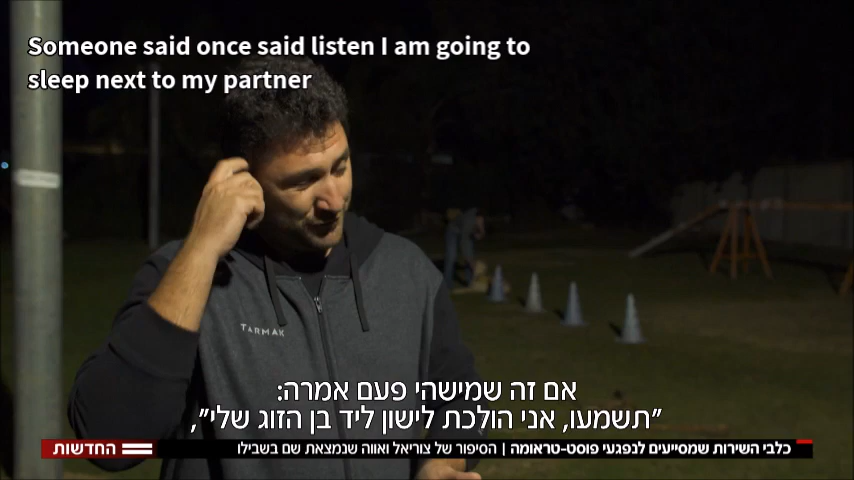 Someone said once said listen I am going to
sleep next to my partner
TARMAK
אם זה שמישהי פעם אמרה:
"תשמעו, אני הולכת לישון ליד בן הזוג שלי",
כלבי השירות שמסייעים לנפגעי פוסט-טראומה | הסיפור של צוריאל ואווה שנמצאת שם בשבילו
החדשות